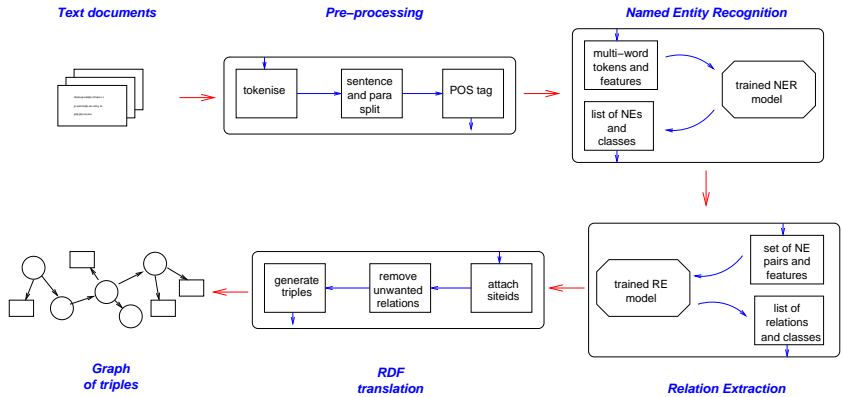 Text documents
Pre–processing
Named Entity Recognition
tokenise
sentence
and para
split
POS tag
multi–word
tokens and
features
trained NER
model
list of NEs
and
classes
set of NE
pairs and
features
trained RE
model
list of
relations
and classes
attach
siteids
remove
unwanted
relations
generate
triples
Graph
of triples
RDF
translation
Relation Extraction